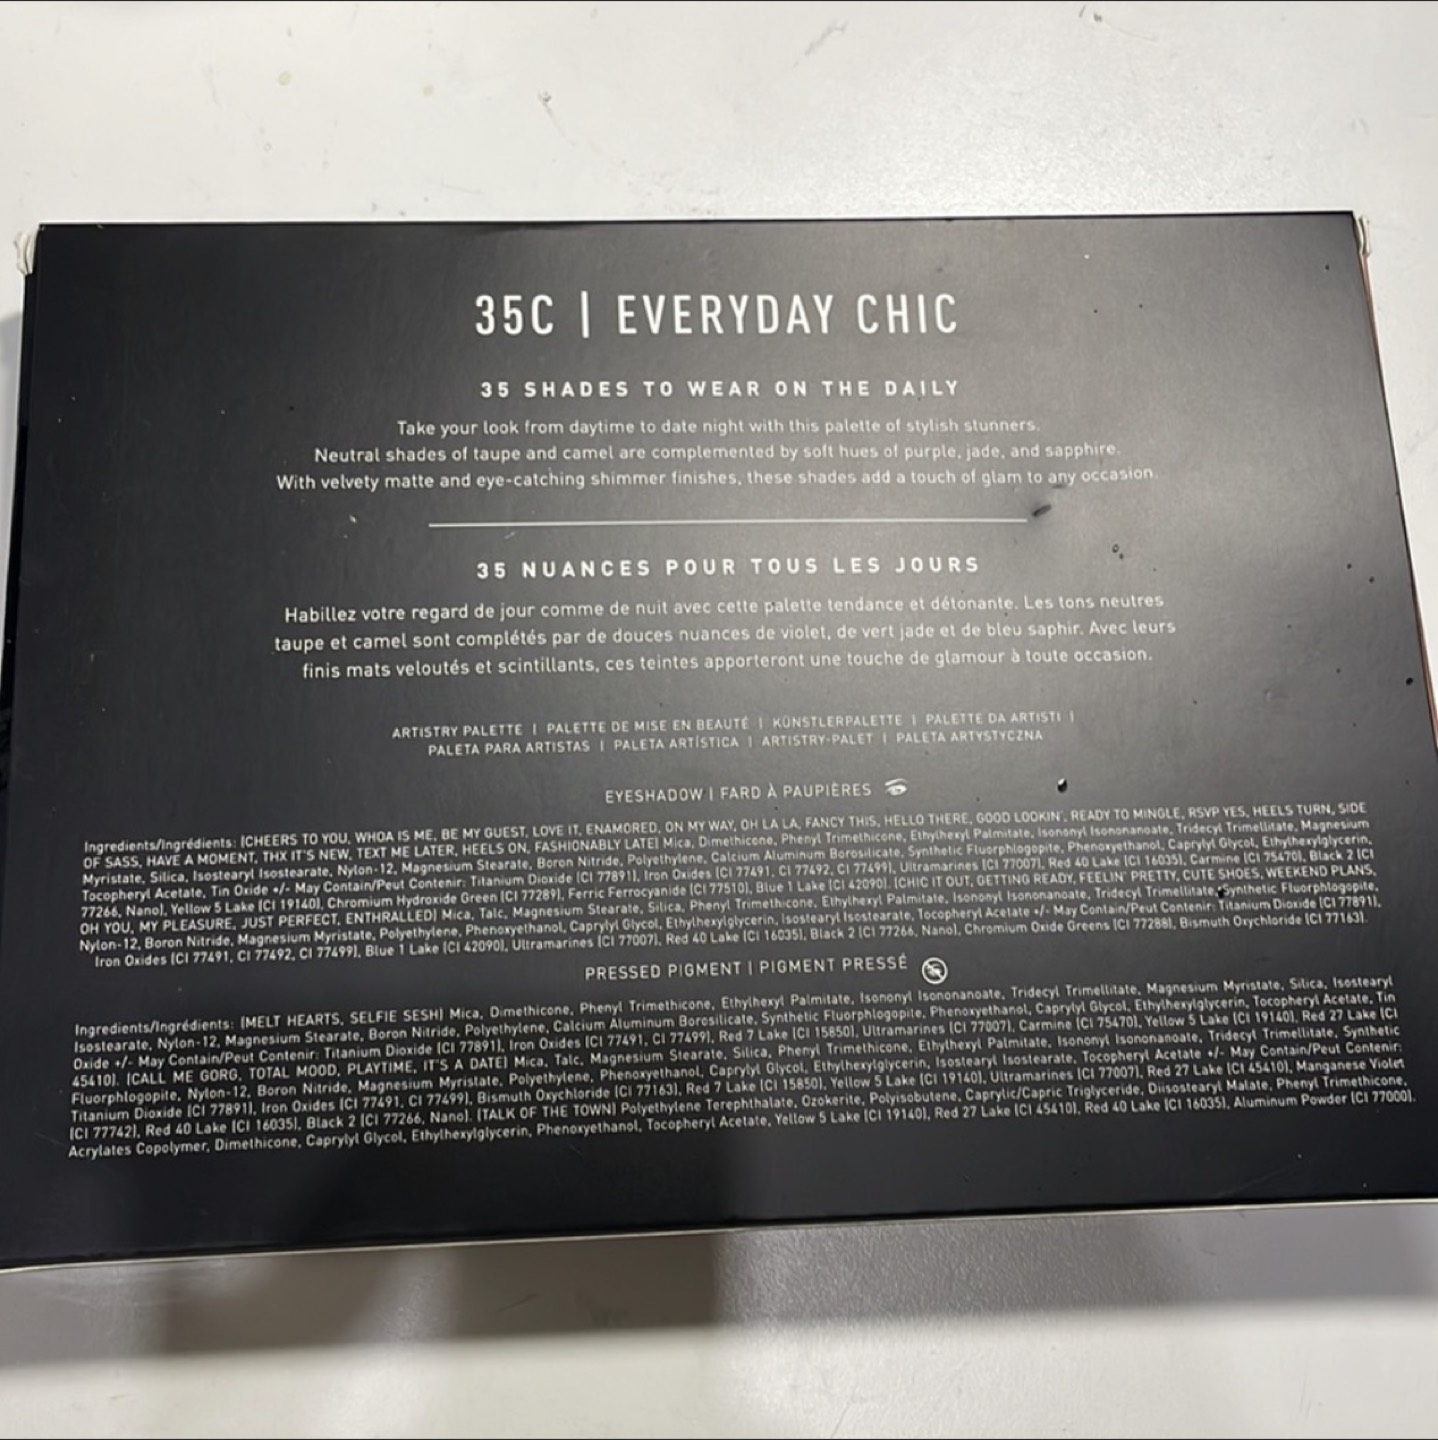 35C | EVERYDAY CHIC
35 SHADES TO WEAR ON THE DAILY
Take your look from daytime to date night with this palette of stylish stunners.
Neutral shades of taupe and camel are complemented by soft hues of purple, jade, and sapphire.
With velvety matte and eye-catching shimmer finishes, these shades add a touch of glam to any occasion.
35 NUANCES POUR TOUS LES JOURS
Habillez votre regard de jour comme de nuit avec cette palette tendance et détonante. Les tons neutres
taupe et camel sont complétés par de douces nuances de violet, de vert jade et de bleu saphir. Avec leurs
finis mats veloutés et scintillants, ces teintes apporteront une touche de glamour à toute occasion.
ARTISTRY PALETTE | PALETTE DE MISE EN BEAUTÉ | KÜNSTLERPALETTE | PALETTE DA ARTISTI |
PALETA PARA ARTISTAS | PALETA ARTÍSTICA | ARTISTRY-PALET | PALETA ARTYSTYCZNA
EYESHADOW | FARD À PAUPIÈRES
Ingredients/Ingrédients: [CHEERS TO YOU, WHOA IS ME, BE MY GUEST, LOVE IT, ENAMORED, ON MY WAY, OH LA LA, FANCY THIS, HELLO THERE, GOOD LOOKIN', READY TO MINGLE, RSVP YES, HEELS TURN, SIDE
OF SASS, HAVE A MOMENT, THX IT'S NEW, TEXT ME LATER, HEELS ON, FASHIONABLY LATE] Mica, Dimethicone, Phenyl Trimethicone, Ethylhexyl Palmitate, Isononyl Isononanoate, Tridecyl Trimellitate, Magnesium
Myristate, Silica, Isostearyl Isostearate, Nylon-12, Magnesium Stearate, Boron Nitride, Polyethylene, Calcium Aluminum Borosilicate, Synthetic Fluorphlogopite, Phenoxyethanol, Caprylyl Glycol, Ethylhexylglycerin,
Tocopheryl Acetate, Tin Oxide +/- May Contain/Peut Contenir: Titanium Dioxide (CI 77891), Iron Oxides (CI 77491, CI 77492, CI 77499), Ultramarines (CI 77007), Red 40 Lake (CI 16035), Carmine (CI 75470), Black 2 (CI
77266, Nano), Yellow 5 Lake (CI 19140), Chromium Hydroxide Green (CI 77289), Ferric Ferrocyanide (CI 77510), Blue 1 Lake (CI 42090). [CHIC IT OUT, GETTING READY, FEELIN' PRETTY, CUTE SHOES, WEEKEND PLANS,
OH YOU, MY PLEASURE, JUST PERFECT, ENTHRALLED] Mica, Talc, Magnesium Stearate, Silica, Phenyl Trimethicone, Ethylhexyl Palmitate, Isononyl Isononanoate, Tridecyl Trimellitate, Synthetic Fluorphlogopite,
Nylon-12, Boron Nitride, Magnesium Myristate, Polyethylene, Phenoxyethanol, Caprylyl Glycol, Ethylhexylglycerin, Isostearyl Isostearate, Tocopheryl Acetate +/- May Contain/Peut Contenir: Titanium Dioxide (CI 77891),
Iron Oxides (CI 77491, CI 77492, CI 77499), Blue 1 Lake (CI 42090), Ultramarines (CI 77007), Red 40 Lake (CI 16035), Black 2 (CI 77266, Nano), Chromium Oxide Greens (CI 77288), Bismuth Oxychloride (CI 77163).
PRESSED PIGMENT | PIGMENT PRESSÉ
Ingredients/Ingrédients: [MELT HEARTS, SELFIE SESH] Mica, Dimethicone, Phenyl Trimethicone, Ethylhexyl Palmitate, Isononyl Isononanoate, Tridecyl Trimellitate, Magnesium Myristate, Silica, Isostearyl
Isostearate, Nylon-12, Magnesium Stearate, Boron Nitride, Polyethylene, Calcium Aluminum Borosilicate, Synthetic Fluorphlogopite, Phenoxyethanol, Caprylyl Glycol, Ethylhexylglycerin, Tocopheryl Acetate, Tin
Oxide +/- May Contain/Peut Contenir: Titanium Dioxide (CI 77891), Iron Oxides (CI 77491, CI 77499), Red 7 Lake (CI 15850), Ultramarines (CI 77007), Carmine (CI 75470), Yellow 5 Lake (CI 19140), Red 27 Lake (CI
45410). [CALL ME GORG, TOTAL MOOD, PLAYTIME, IT'S A DATE] Mica, Talc, Magnesium Stearate, Silica, Phenyl Trimethicone, Ethylhexyl Palmitate, Isononyl Isononanoate, Tridecyl Trimellitate, Synthetic
Fluorphlogopite, Nylon-12, Boron Nitride, Magnesium Myristate, Polyethylene, Phenoxyethanol, Caprylyl Glycol, Ethylhexylglycerin, Isostearyl Isostearate, Tocopheryl Acetate +/- May Contain/Peut Contenir:
Titanium Dioxide (CI 77891), Iron Oxides (CI 77491, CI 77499), Bismuth Oxychloride (CI 77163), Red 7 Lake (CI 15850), Yellow 5 Lake (CI 19140), Ultramarines (CI 77007), Red 27 Lake (CI 45410), Manganese Violet
(CI 77742), Red 40 Lake (CI 16035), Black 2 (CI 77266, Nano). [TALK OF THE TOWN] Polyethylene Terephthalate, Ozokerite, Polyisobutene, Caprylic/Capric Triglyceride, Diisostearyl Malate, Phenyl Trimethicone,
Acrylates Copolymer, Dimethicone, Caprylyl Glycol, Ethylhexylglycerin, Phenoxyethanol, Tocopheryl Acetate, Yellow 5 Lake (CI 19140), Red 27 Lake (CI 45410), Red 40 Lake (CI 16035), Aluminum Powder (CI 77000).